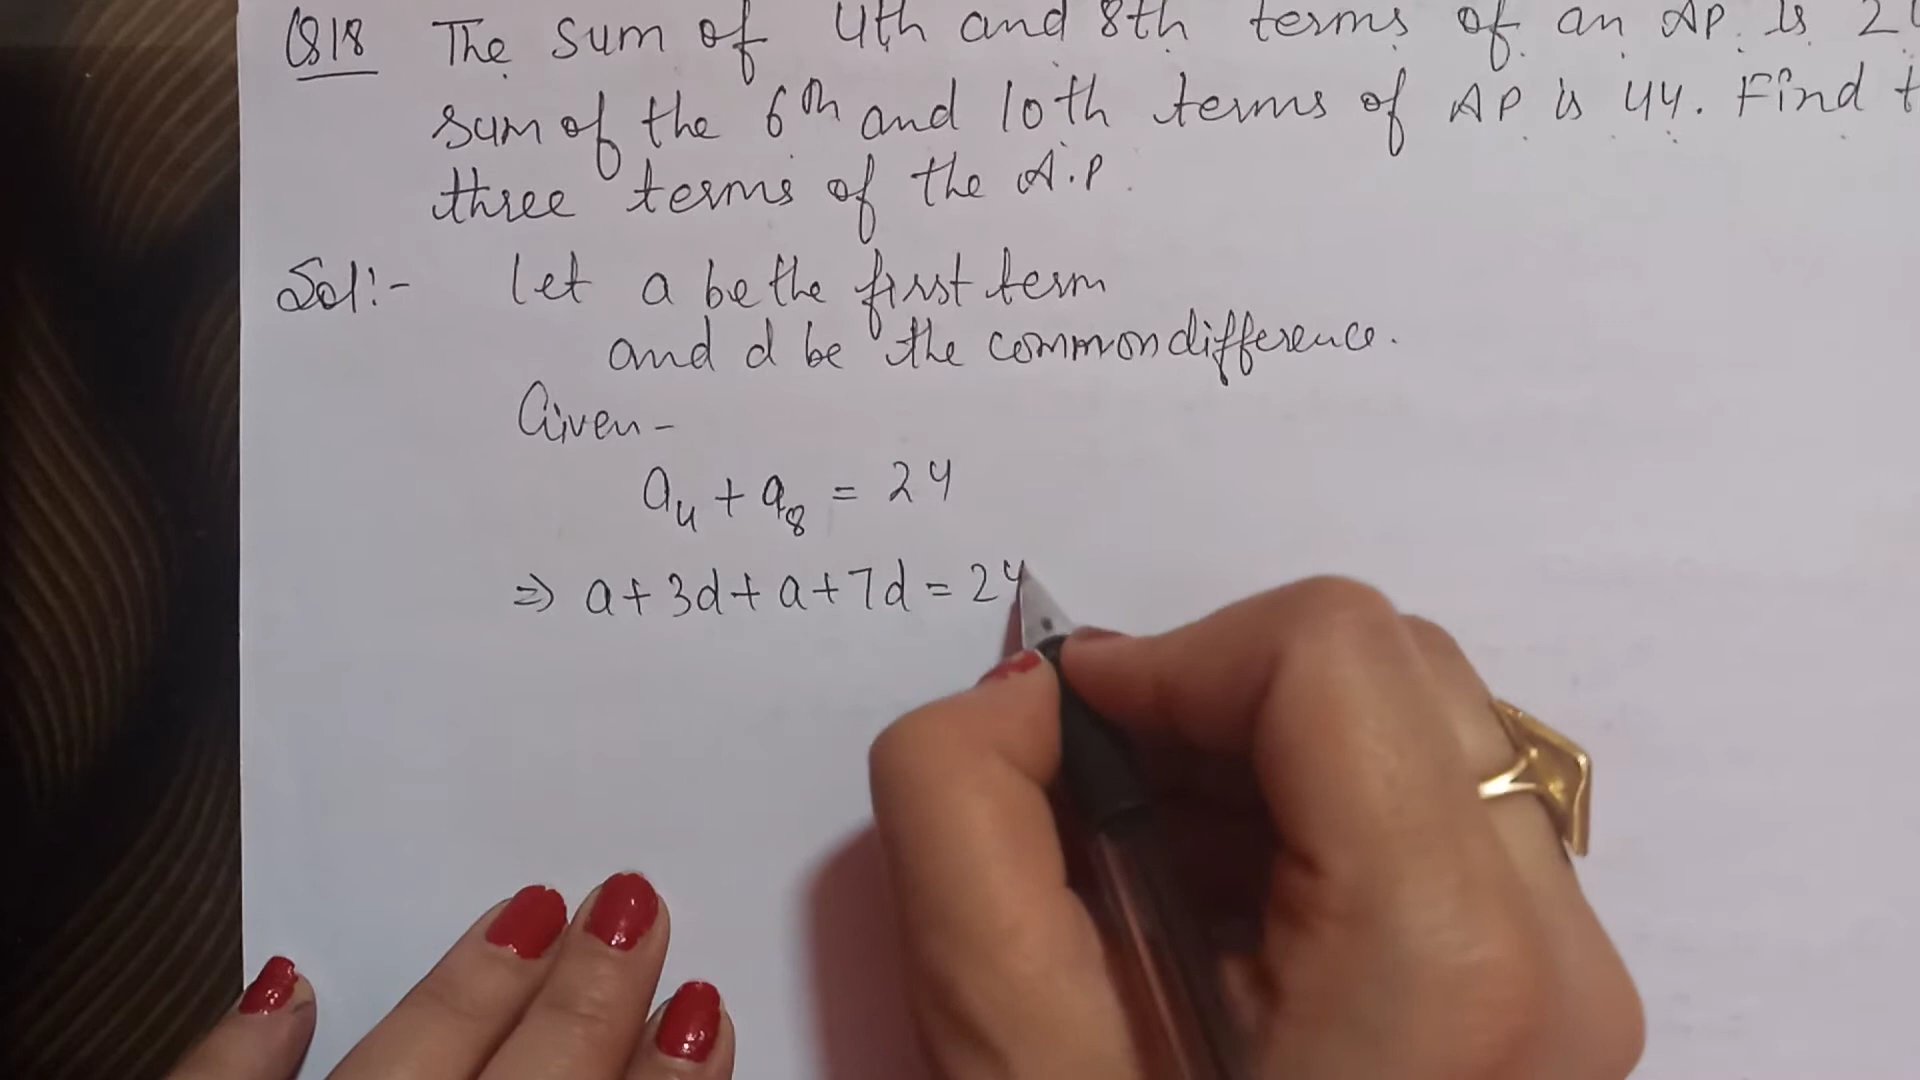 Q18 The sum of 4th and 8th terms of an AP. is
sum of the 6th and 10th terms of AP is 44. Find
three terms of the A.P.
Sol:- let a be the first term
and d be the common difference.
Given-
a₄ + a₈ = 24
⇒ a+3d+a+7d=24